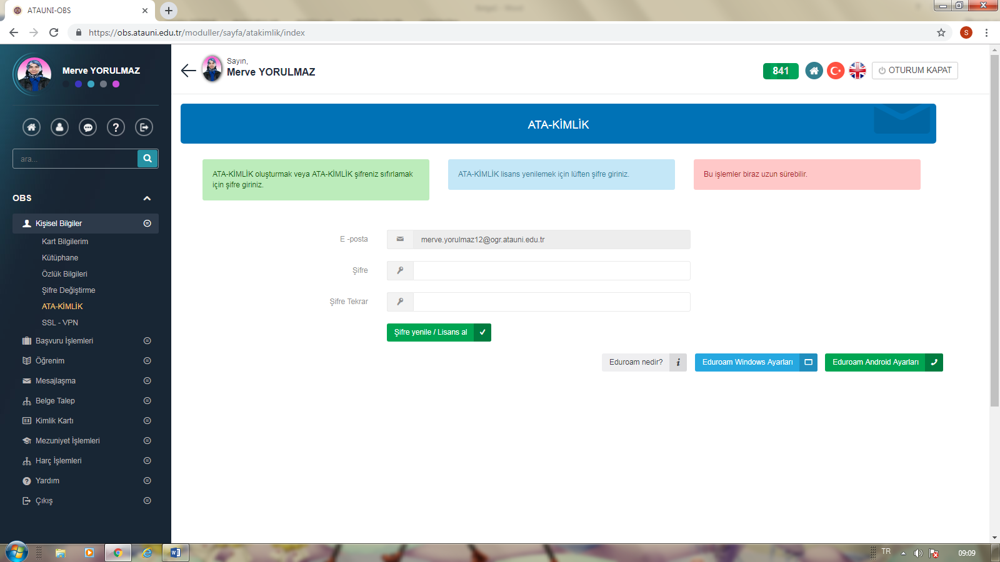 ATAUNI-OBS
https://obs.atauni.edu.tr/moduller/sayfa/atakimlik/index
S
Merve YORULMAZ
ara...
OBS
Kişisel Bilgiler
Kart Bilgilerim
Kütüphane
Özlük Bilgileri
Şifre Değiştirme
ATA-KİMLİK
SSL - VPN
Başvuru İşlemleri
Öğrenim
Mesajlaşma
Belge Talep
Kimlik Kartı
Mezuniyet İşlemleri
Harç İşlemleri
Yardım
Çıkış
Sayın,
Merve YORULMAZ
841
OTURUM KAPAT
ATA-KİMLİK
ATA-KİMLİK oluşturmak veya ATA-KİMLİK şifreniz sıfırlamak
için şifre giriniz.
ATA-KİMLİK lisans yenilemek için lüften şifre giriniz.
Bu işlemler biraz uzun sürebilir.
E -posta
merve.yorulmaz12@ogr.atauni.edu.tr
Şifre
Şifre Tekrar
Şifre yenile / Lisans al
Eduroam nedir?
Eduroam Windows Ayarları
Eduroam Android Ayarları
TR
09:09